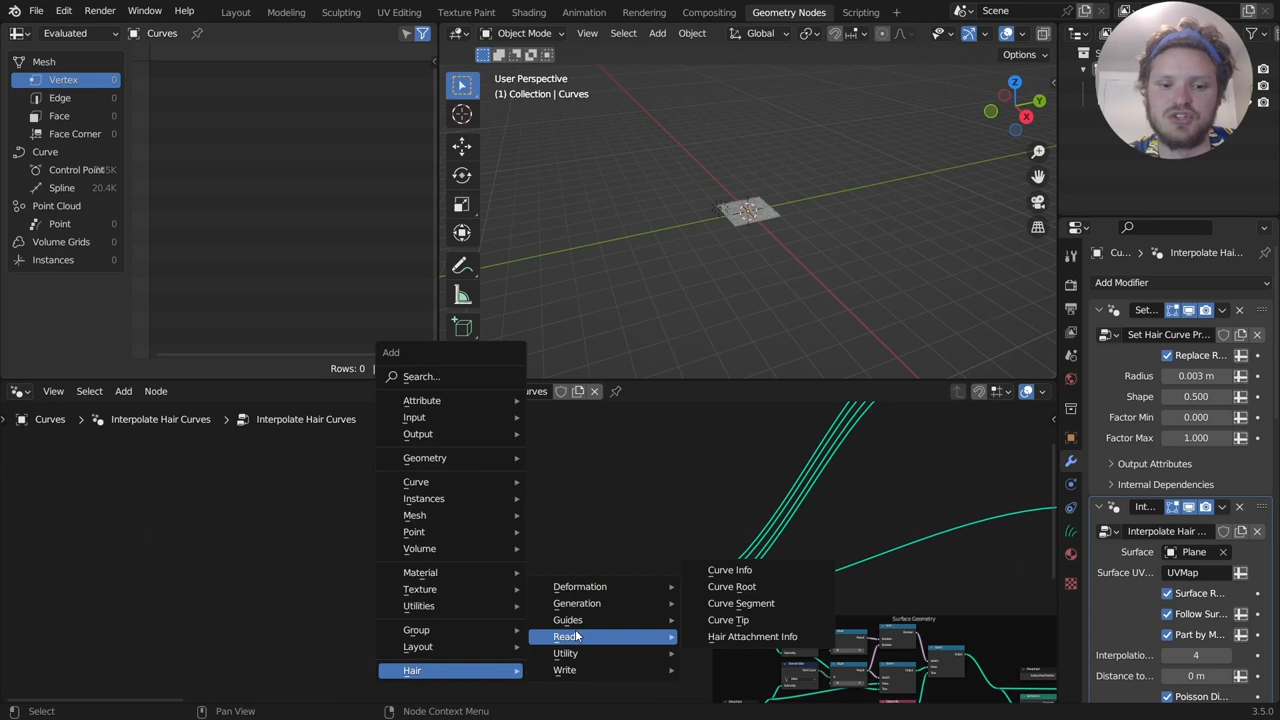 File Edit Render Window Help Layout Modeling Sculpting UV Editing Texture Paint Shading Animation Rendering Compositing Geometry Nodes Scripting Scene
Evaluated Curves
Object Mode View Select Add Object Global
Options
Mesh
Vertex 0
Edge 0
Face 0
Face Corner 0
Curve
Spline 20.4K
Point Cloud
Point 0
Volume Grids 0
Instances 0
Rows: 0
User Perspective
(1) Collection | Curves
Z
Y
X
Cu... Interpolate Hai...
Add Modifier
Set...
Set Hair Curve Pr...
Replace R...
Radius 0.003 m
Shape 0.500
Factor Min 0.000
Factor Max 1.000
Output Attributes
Internal Dependencies
Int...
Interpolate Hair ...
Surface Plane
Surface UV... UVMap
Surface R...
Follow Sur...
Part by M...
Interpolatio... 4
Distance to... 0 m
Poisson Di...
View Select Add Node
Curves Interpolate Hair Curves Interpolate Hair Curves
Add
Search...
Attribute
Input
Output
Geometry
Curve
Instances
Mesh
Point
Volume
Material
Texture
Utilities
Group
Layout
Hair
Deformation
Generation
Guides
Read
Utility
Write
Curve Info
Curve Root
Curve Segment
Curve Tip
Hair Attachment Info
Surface Geometry
Select Pan View Node Context Menu 3.5.0